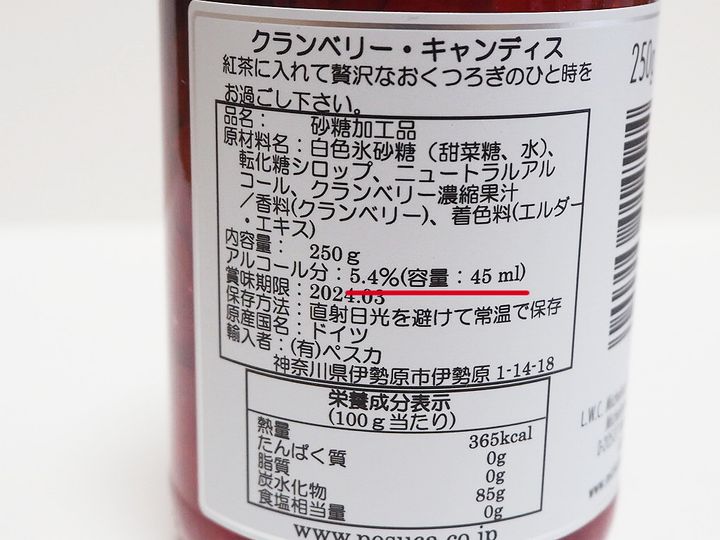 クランベリー・キャンディス
紅茶に入れて贅沢なおくつろぎのひと時を
お過ごし下さい。
品名： 砂糖加工品
原材料名：白色氷砂糖（甜菜糖、水）、
転化糖シロップ、ニュートラルアル
コール、クランベリー濃縮果汁
／香料(クランベリー)、着色料(エルダー
・エキス)
内容量： 250g
アルコール分：5.4%(容量：45 ml)
賞味期限：2024.03
保存方法：直射日光を避けて常温で保存
原産国名：ドイツ
輸入者：(有)ペスカ
神奈川県伊勢原市伊勢原 1-14-18
栄養成分表示
(100g当たり)
熱量 365kcal
たんぱく質 0g
脂質 0g
炭水化物 85g
食塩相当量 0g
www.posuca.co.jp
250g
L.W.C.